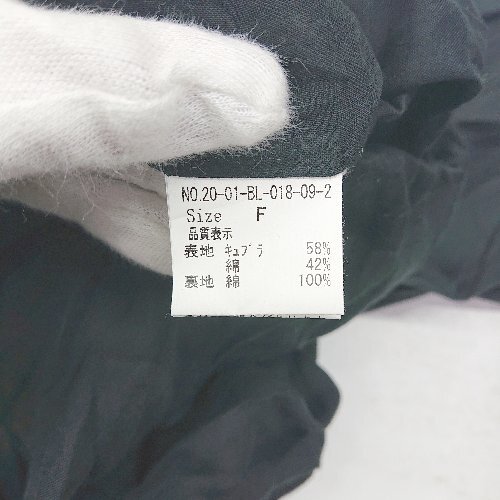 NO.20-01-BL-018-09-2
Size F
品質表示
表地 キュプラ 58%
綿 42%
裏地 綿 100%